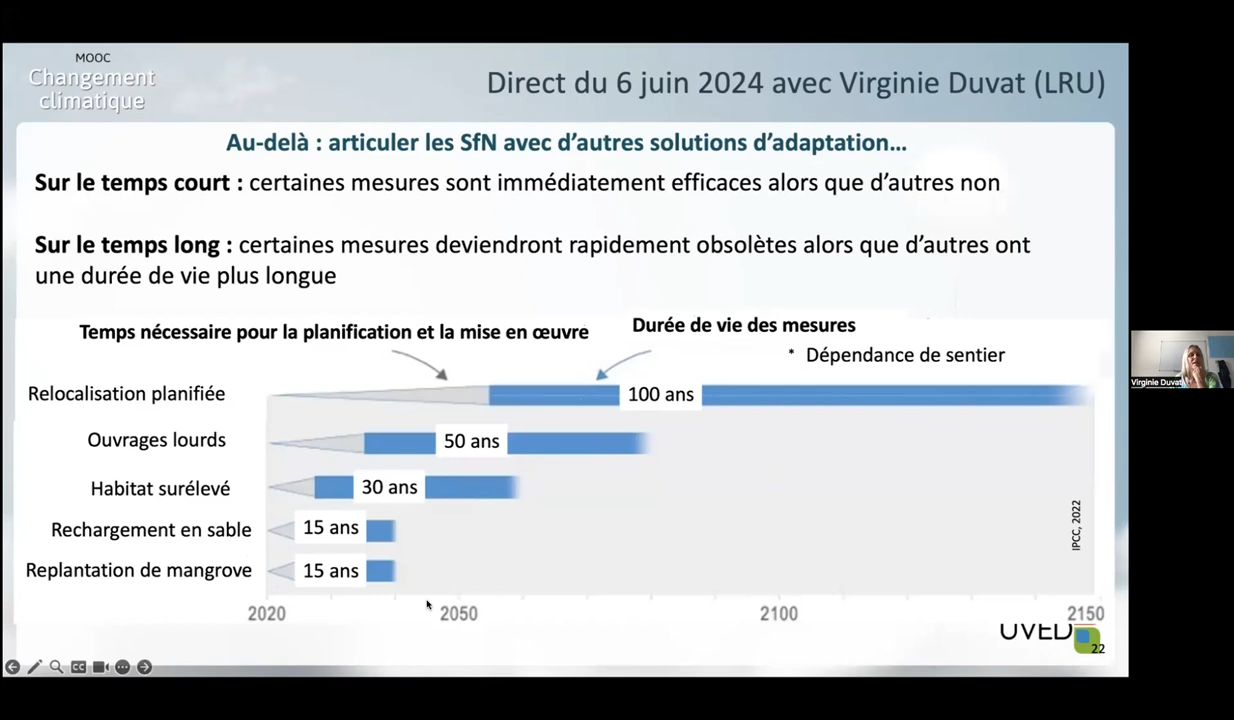 MOOC
Changement
climatique
Direct du 6 juin 2024 avec Virginie Duvat (LRU)
Au-delà : articuler les SfN avec d'autres solutions d'adaptation...
Sur le temps court : certaines mesures sont immédiatement efficaces alors que d'autres non
Sur le temps long : certaines mesures deviendront rapidement obsolètes alors que d'autres ont
une durée de vie plus longue
Temps nécessaire pour la planification et la mise en œuvre
Durée de vie des mesures
* Dépendance de sentier
Relocalisation planifiée
100 ans
Ouvrages lourds
50 ans
Habitat surélevé
30 ans
Rechargement en sable
15 ans
Replantation de mangrove
15 ans
IPCC, 2022
2020
2050
2100
2150
UVED
22
CC
Virginie Duvat